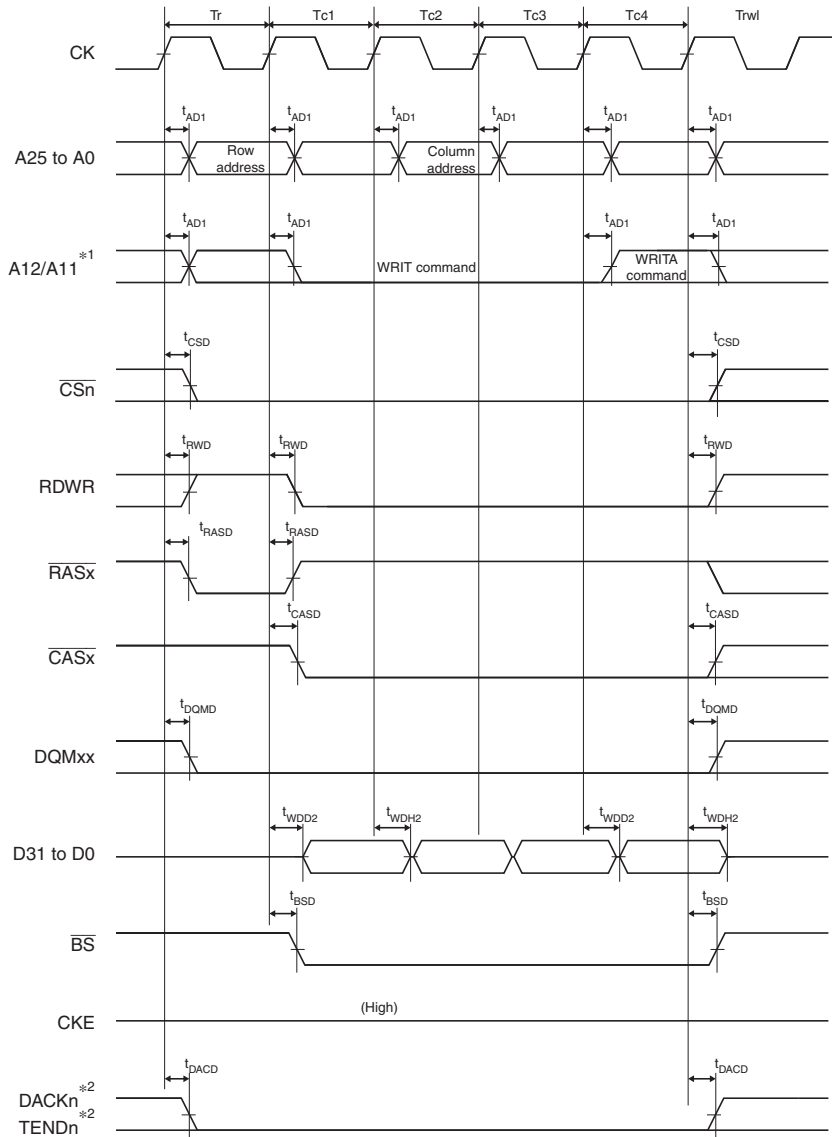 Tr Tc1 Tc2 Tc3 Tc4 Trwl
CK
tAD1 tAD1 tAD1 tAD1 tAD1 tAD1
A25 to A0
Row
address
Column
address
tAD1 tAD1 tAD1 tAD1
A12/A11*1
WRIT command
WRITA
command
tCSD tCSD
CSn
tRWD tRWD tRWD
RDWR
tRASD tRASD
RASx
tCASD tCASD
CASx
tDQMD tDQMD
DQMxx
tWDD2 tWDH2 tWDD2 tWDH2
D31 to D0
tBSD tBSD
BS
(High)
CKE
tDACD tDACD
DACKn*2
TENDn*2